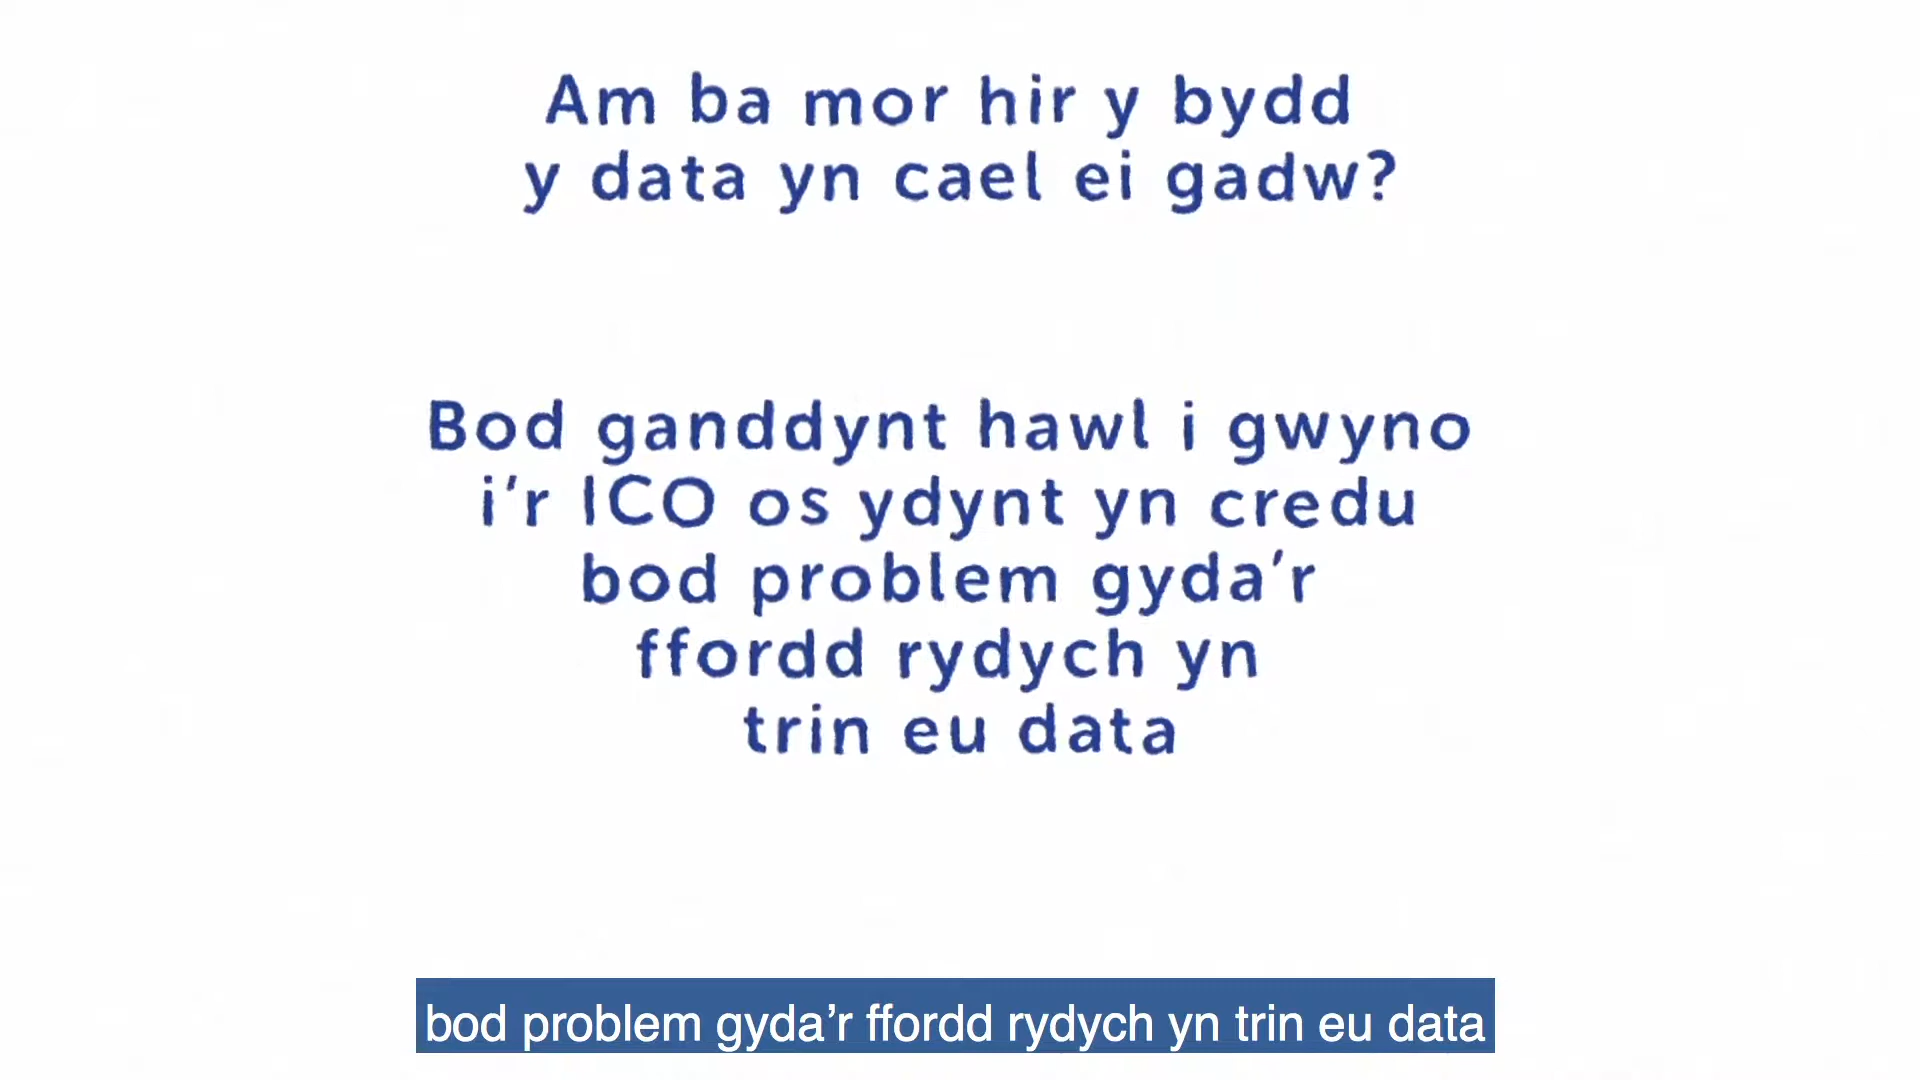 Am ba mor hir y bydd
y data yn cael ei gadw?
Bod ganddynt hawl i gwyno
i'r ICO os ydynt yn credu
bod problem gyda'r
ffordd rydych yn
trin eu data
bod problem gyda’r ffordd rydych yn trin eu data